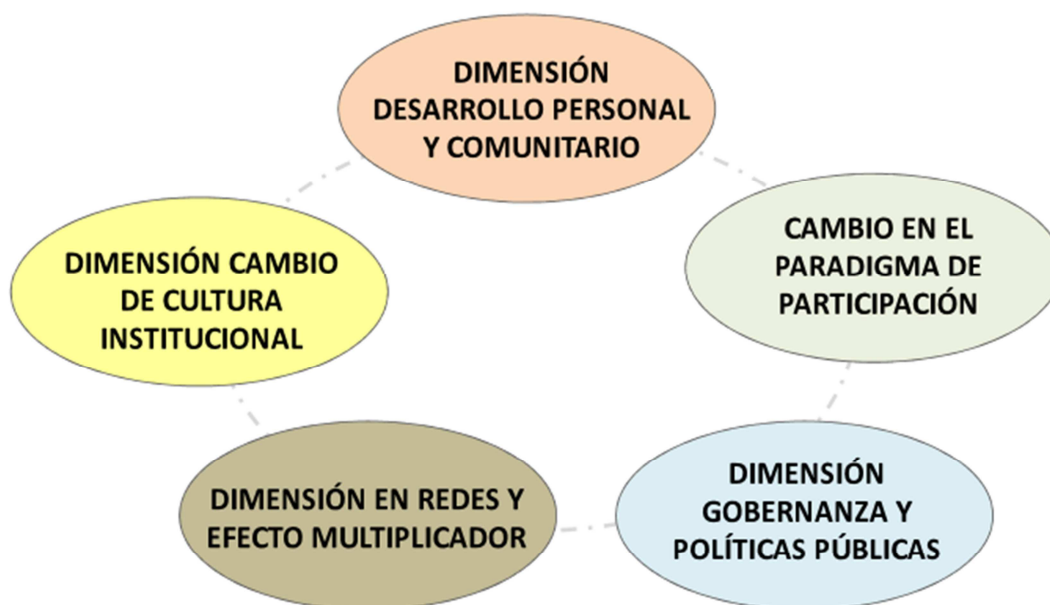 DIMENSIÓN
DESARROLLO PERSONAL
Y COMUNITARIO
CAMBIO EN EL
PARADIGMA DE
PARTICIPACIÓN
DIMENSIÓN CAMBIO
DE CULTURA
INSTITUCIONAL
DIMENSIÓN EN REDES Y
EFECTO MULTIPLICADOR
DIMENSIÓN
GOBERNANZA Y
POLÍTICAS PÚBLICAS